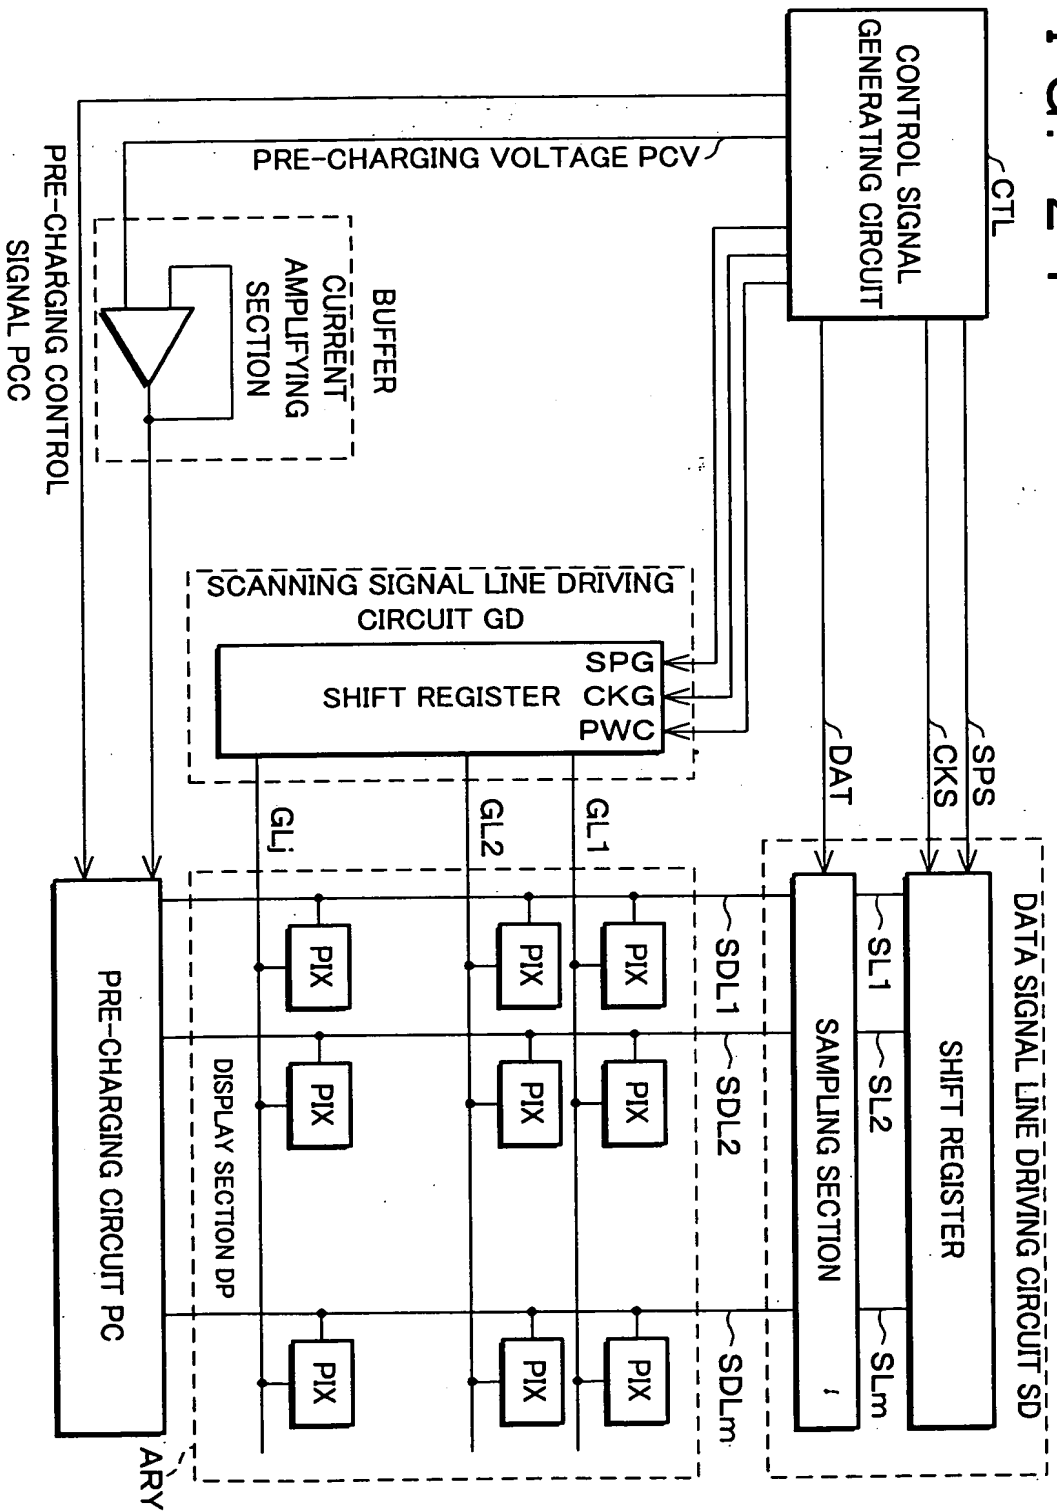 CTL
CONTROL SIGNAL
GENERATING CIRCUIT
PRE-CHARGING VOLTAGE PCV
SPS
CKS
DAT
DATA SIGNAL LINE DRIVING CIRCUIT SD
SHIFT REGISTER
SL1
SL2
SLm
SAMPLING SECTION
SDL1
SDL2
SDLm
SCANNING SIGNAL LINE DRIVING
CIRCUIT GD
SHIFT REGISTER
SPG
CKG
PWC
GL1
GL2
GLj
PIX
PIX
PIX
PIX
PIX
PIX
PIX
PIX
PIX
DISPLAY SECTION DP
BUFFER
CURRENT
AMPLIFYING
SECTION
PRE-CHARGING CONTROL
SIGNAL PCC
PRE-CHARGING CIRCUIT PC
ARY